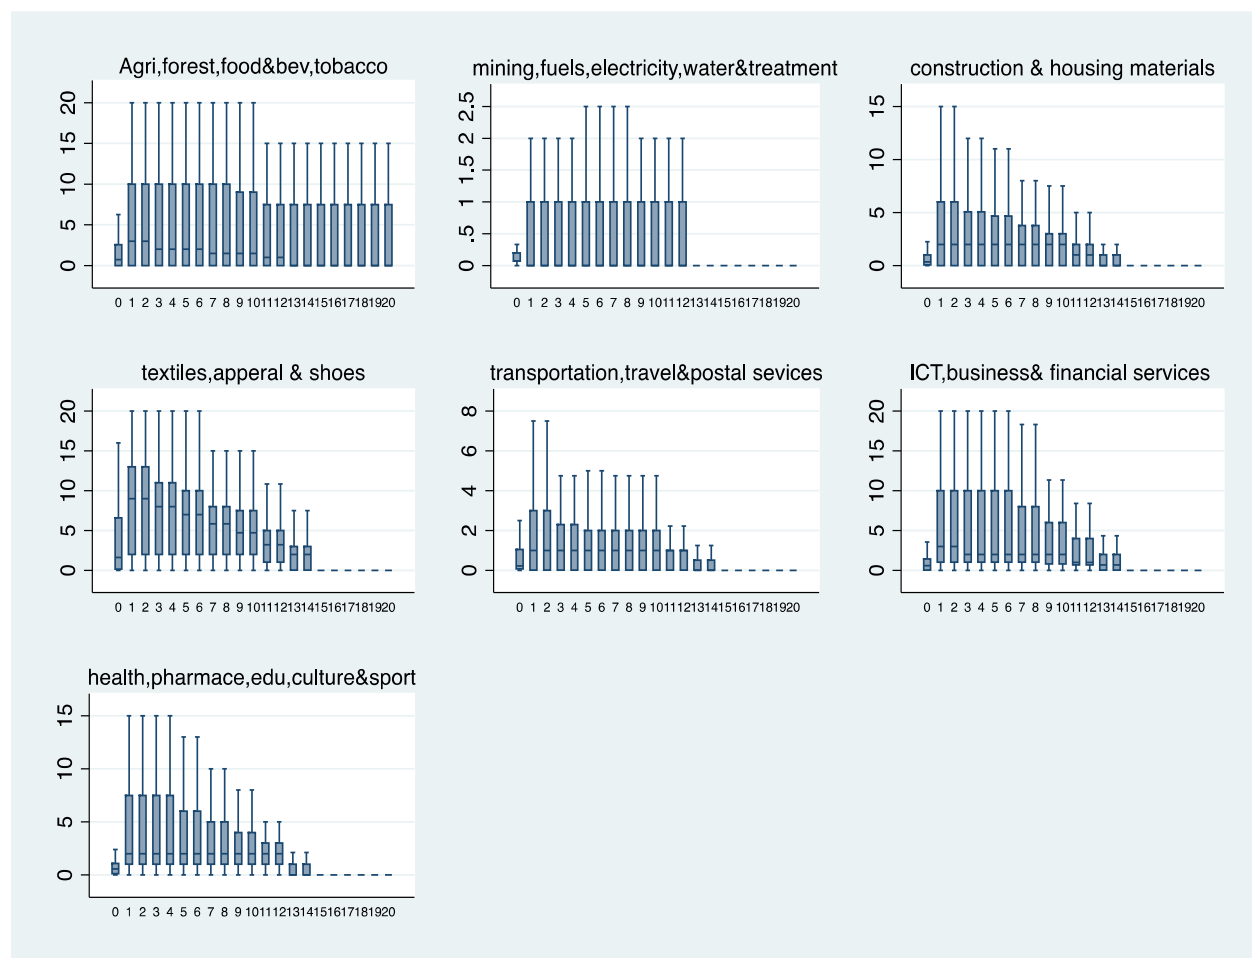 Agri,forest,food&bev,tobacco
20
15
10
5
0
0 1 2 3 4 5 6 7 8 9 1011121314151617181920
mining,fuels,electricity,water&treatment
2.5
2
1.5
1
.5
0
0 1 2 3 4 5 6 7 8 9 1011121314151617181920
construction & housing materials
15
10
5
0
0 1 2 3 4 5 6 7 8 9 1011121314151617181920
textiles,apperal & shoes
20
15
10
5
0
0 1 2 3 4 5 6 7 8 9 1011121314151617181920
transportation,travel&postal sevices
8
6
4
2
0
0 1 2 3 4 5 6 7 8 9 1011121314151617181920
ICT,business& financial services
20
15
10
5
0
0 1 2 3 4 5 6 7 8 9 1011121314151617181920
health,pharmace,edu,culture&sport
15
10
5
0
0 1 2 3 4 5 6 7 8 9 1011121314151617181920